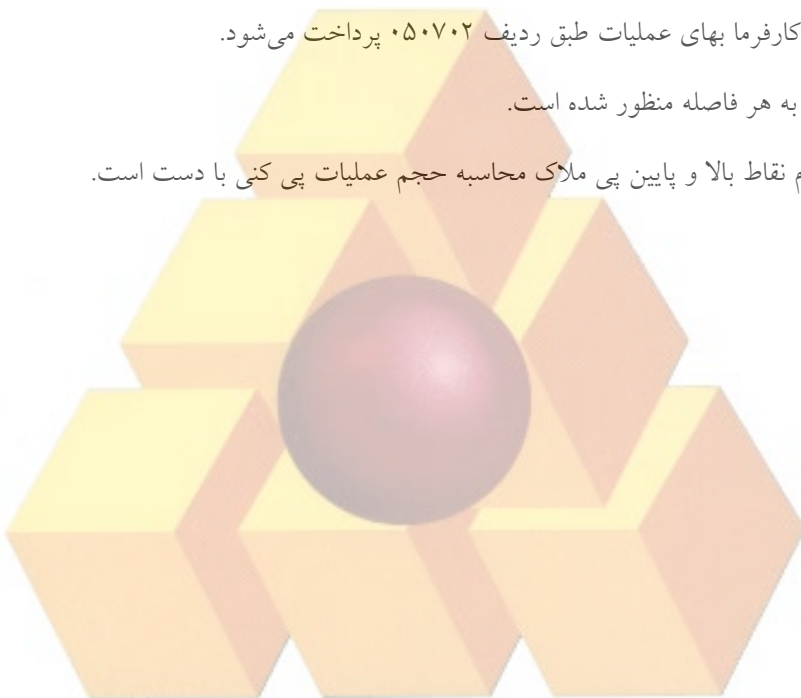 کارفرما بهای عملیات طبق ردیف ۰۵۰۷۰۲ پرداخت می‌شود.
به هر فاصله منظور شده است.
نقاط بالا و پایین پی ملاک محاسبه حجم عملیات پی کنی با دست است.